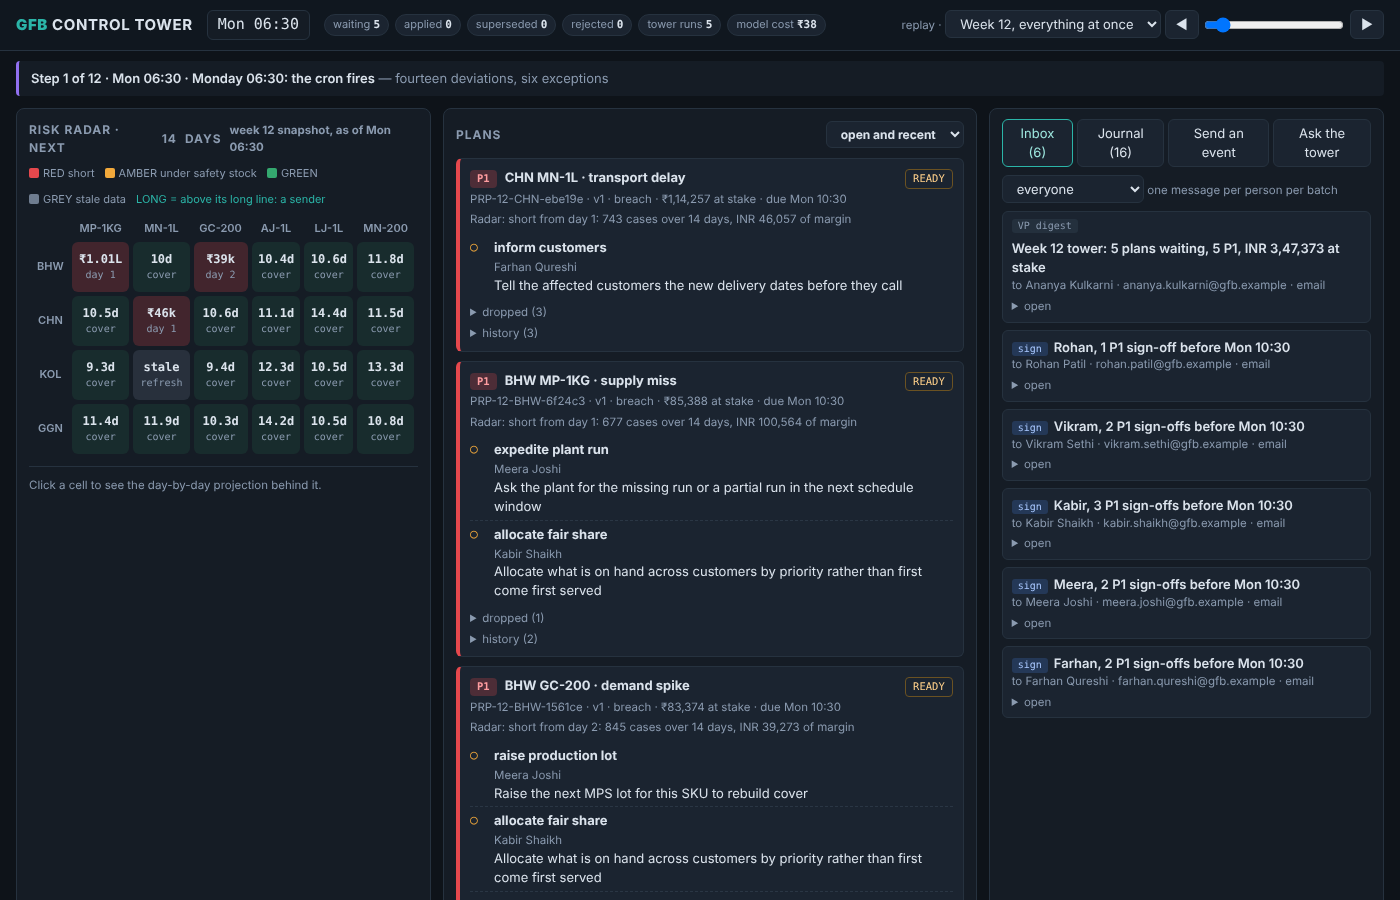 GFB CONTROL TOWER
Mon 06:30
waiting 5
applied 0
superseded 0
rejected 0
tower runs 5
model cost ₹38
replay ·
Week 12, everything at once
Step 1 of 12 · Mon 06:30 · Monday 06:30: the cron fires — fourteen deviations, six exceptions
RISK RADAR · NEXT 14 DAYS
week 12 snapshot, as of Mon 06:30
RED short
AMBER under safety stock
GREEN
GREY stale data
LONG = above its long line: a sender
MP-1KG MN-1L GC-200 AJ-1L LJ-1L MN-200
BHW
₹1.01L 10d ₹39k 10.4d 10.6d 11.8d
day 1 cover day 2 cover cover cover
CHN
10.5d ₹46k 10.6d 11.1d 14.4d 11.5d
cover day 1 cover cover cover cover
KOL
9.3d stale 9.4d 12.3d 10.5d 13.3d
cover refresh cover cover cover cover
GGN
11.4d 11.9d 10.3d 14.2d 10.5d 10.8d
cover cover cover cover cover cover
Click a cell to see the day-by-day projection behind it.
PLANS
open and recent
P1 CHN MN-1L · transport delay READY
PRP-12-CHN-ebe19e · v1 · breach · ₹1,14,257 at stake · due Mon 10:30
Radar: short from day 1: 743 cases over 14 days, INR 46,057 of margin
inform customers
Farhan Qureshi
Tell the affected customers the new delivery dates before they call
dropped (3)
history (3)
P1 BHW MP-1KG · supply miss READY
PRP-12-BHW-6f24c3 · v1 · breach · ₹85,388 at stake · due Mon 10:30
Radar: short from day 1: 677 cases over 14 days, INR 100,564 of margin
expedite plant run
Meera Joshi
Ask the plant for the missing run or a partial run in the next schedule
window
allocate fair share
Kabir Shaikh
Allocate what is on hand across customers by priority rather than first
come first served
dropped (1)
history (2)
P1 BHW GC-200 · demand spike READY
PRP-12-BHW-1561ce · v1 · breach · ₹83,374 at stake · due Mon 10:30
Radar: short from day 2: 845 cases over 14 days, INR 39,273 of margin
raise production lot
Meera Joshi
Raise the next MPS lot for this SKU to rebuild cover
allocate fair share
Kabir Shaikh
Allocate what is on hand across customers by priority rather than first
come first served
Inbox (6)
Journal (16)
Send an event
Ask the tower
everyone
one message per person per batch
VP digest
Week 12 tower: 5 plans waiting, 5 P1, INR 3,47,373 at
stake
to Ananya Kulkarni · ananya.kulkarni@gfb.example · email
open
sign Rohan, 1 P1 sign-off before Mon 10:30
to Rohan Patil · rohan.patil@gfb.example · email
open
sign Vikram, 2 P1 sign-offs before Mon 10:30
to Vikram Sethi · vikram.sethi@gfb.example · email
open
sign Kabir, 3 P1 sign-offs before Mon 10:30
to Kabir Shaikh · kabir.shaikh@gfb.example · email
open
sign Meera, 2 P1 sign-offs before Mon 10:30
to Meera Joshi · meera.joshi@gfb.example · email
open
sign Farhan, 2 P1 sign-offs before Mon 10:30
to Farhan Qureshi · farhan.qureshi@gfb.example · email
open